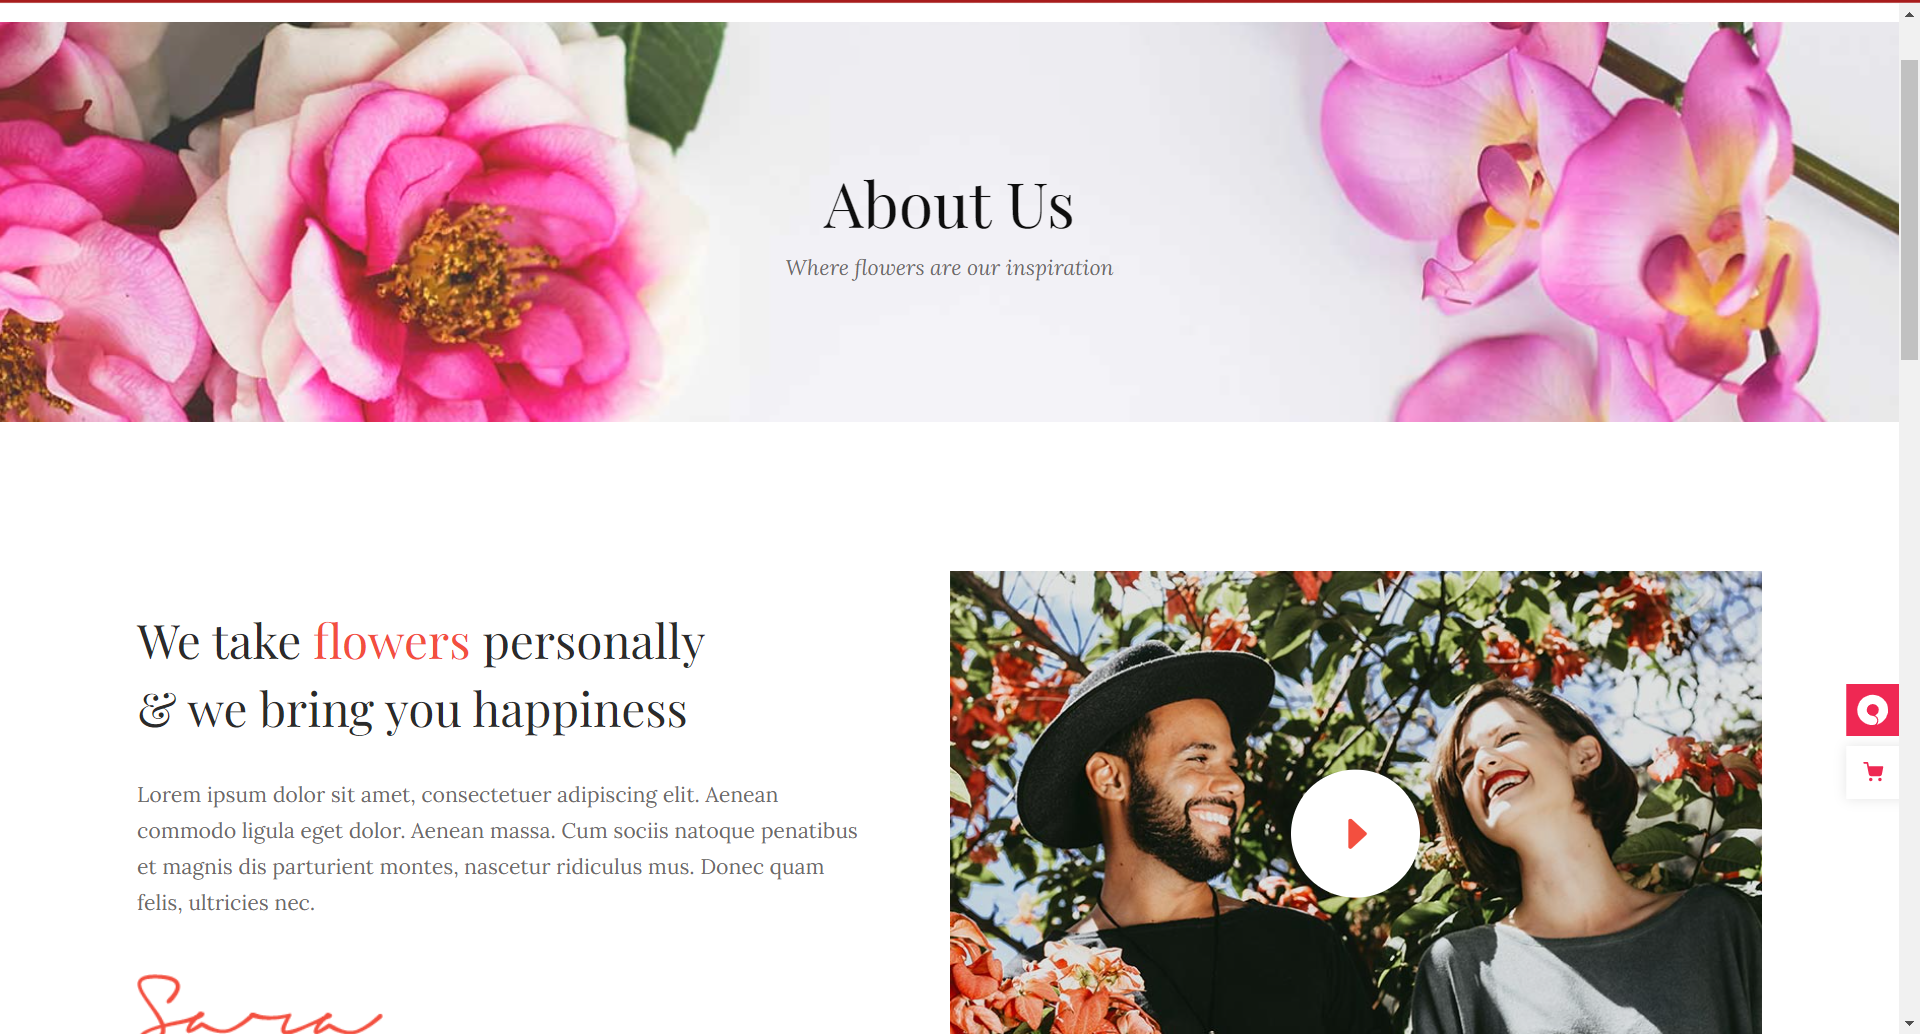 About Us
Where flowers are our inspiration
We take flowers personally
& we bring you happiness
Lorem ipsum dolor sit amet, consectetuer adipiscing elit. Aenean
commodo ligula eget dolor. Aenean massa. Cum sociis natoque penatibus
et magnis dis parturient montes, nascetur ridiculus mus. Donec quam
felis, ultricies nec.
Sara